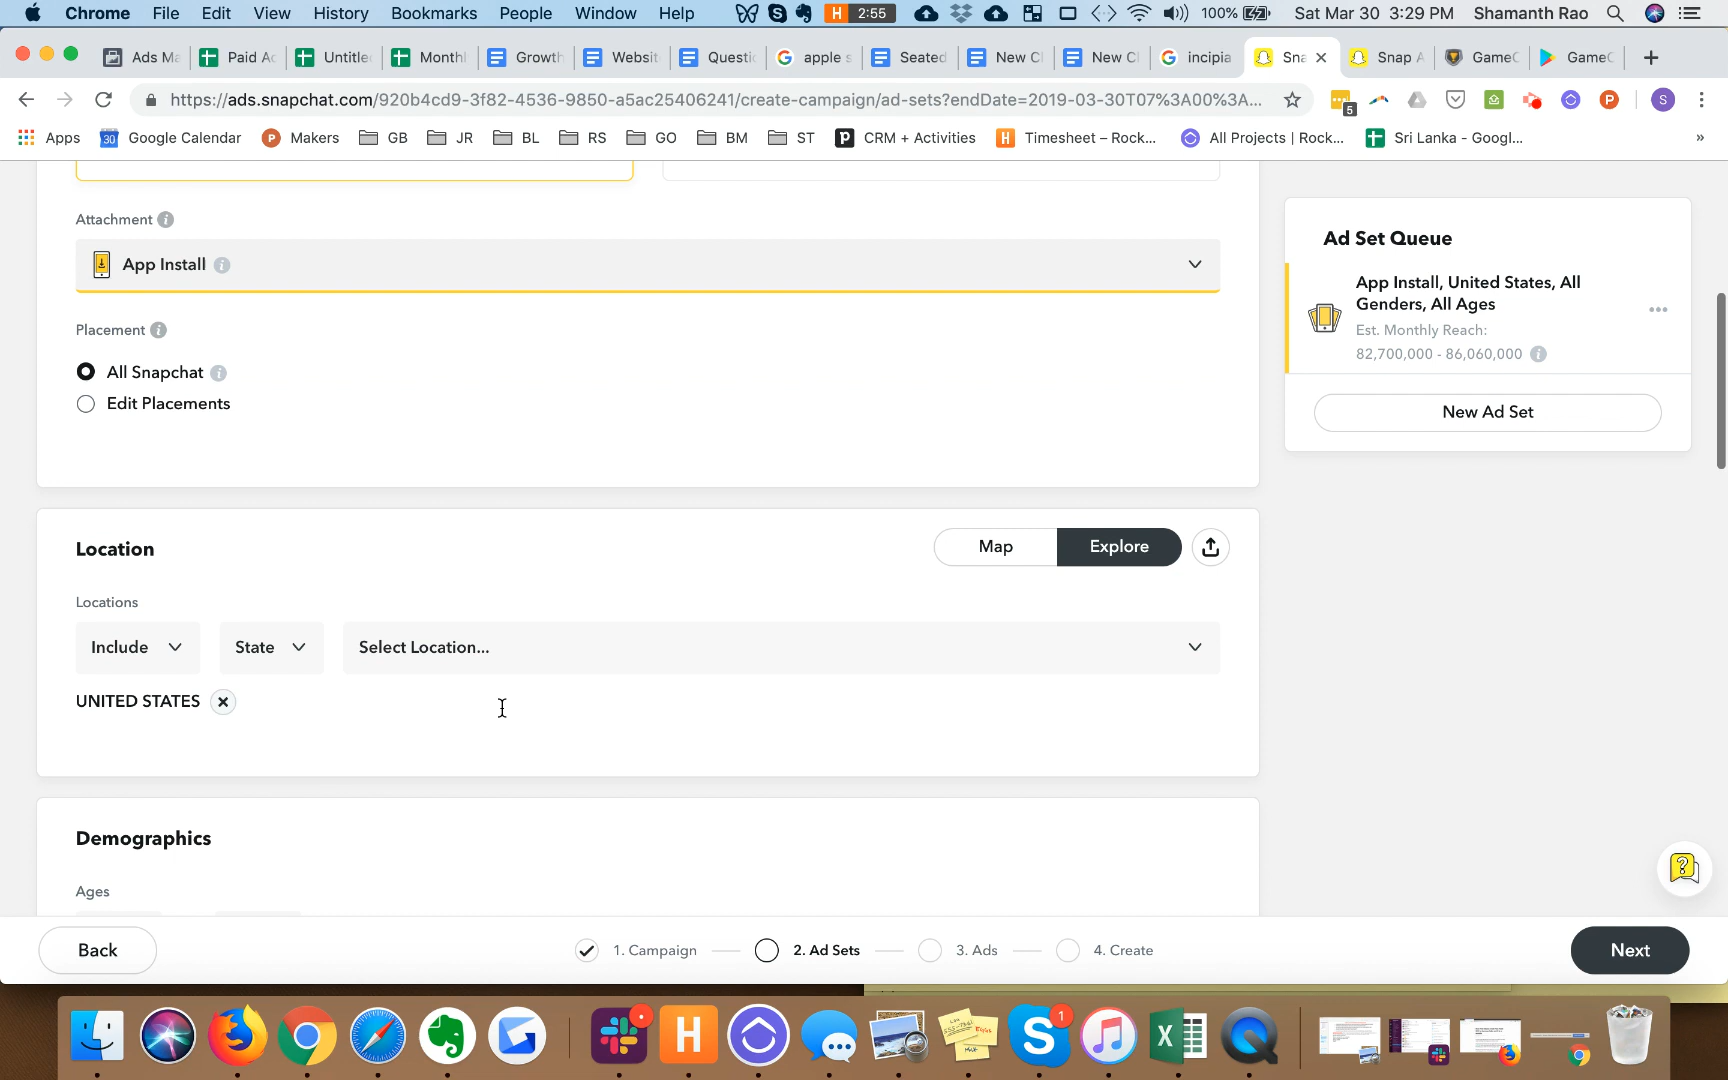 Chrome File Edit View History Bookmarks People Window Help H 2:55 100% Sat Mar 30 3:29 PM Shamanth Rao
Ads Ma Paid Ac Untitle Month Growth Websit Questi apple s Seated New C New C incipia Sna Snap A GameC GameC
https://ads.snapchat.com/920b4cd9-3f82-4536-9850-a5ac25406241/create-campaign/ad-sets?endDate=2019-03-30T07%3A00%3A... 5 P S
Apps 30 Google Calendar P Makers GB JR BL RS GO BM ST P CRM + Activities H Timesheet – Rock... All Projects | Rock... Sri Lanka - Googl... »
Attachment
App Install
Placement
All Snapchat
Edit Placements
Ad Set Queue
App Install, United States, All
Genders, All Ages
Est. Monthly Reach:
82,700,000 - 86,060,000
New Ad Set
Location
Map Explore
Locations
Include State Select Location...
UNITED STATES
Demographics
Ages
Back 1. Campaign 2. Ad Sets 3. Ads 4. Create Next
H S 1 X